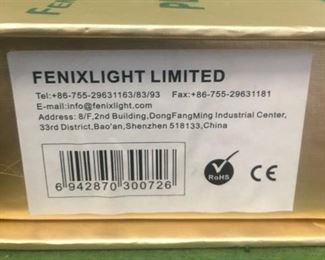 FENIXLIGHT LIMITED
Tel:+86-755-29631163/83/93 Fax:+86-755-29631181
E-mail:info@fenixlight.com
Address: 8/F,2nd Building,DongFangMing Industrial Center,
33rd District,Bao'an,Shenzhen 518133,China
6 942870 300726
RoHS
CE